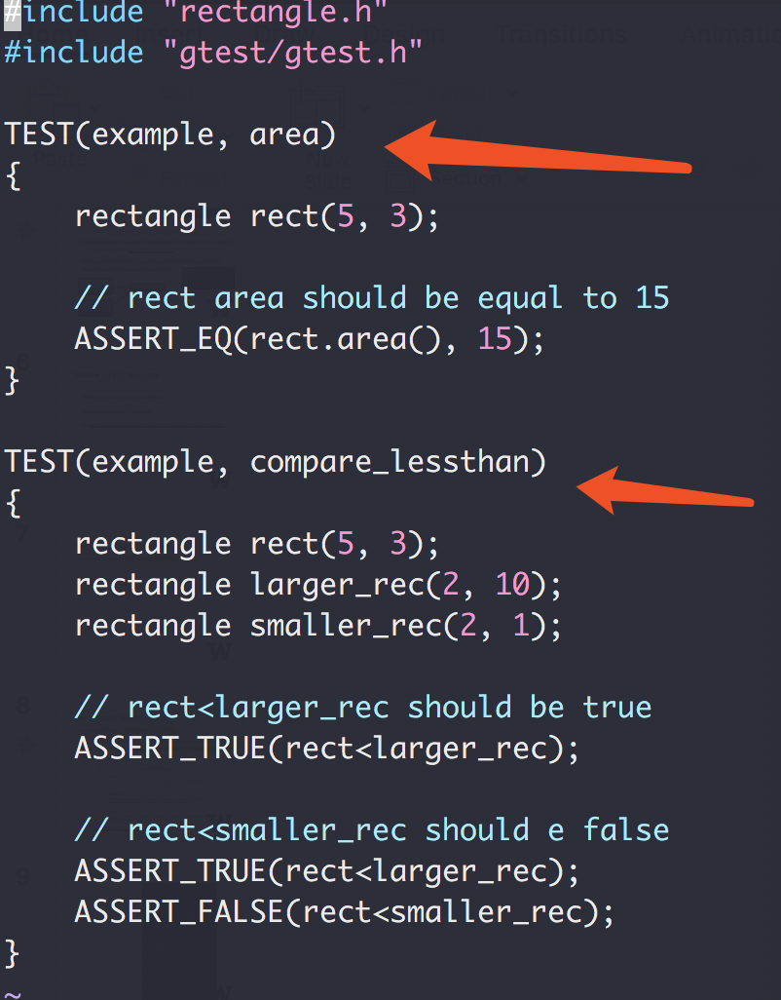 #include "rectangle.h"
#include "gtest/gtest.h"
TEST(example, area)
{
rectangle rect(5, 3);
// rect area should be equal to 15
ASSERT_EQ(rect.area(), 15);
}
TEST(example, compare_lessthan)
{
rectangle rect(5, 3);
rectangle larger_rec(2, 10);
rectangle smaller_rec(2, 1);
// rect<larger_rec should be true
ASSERT_TRUE(rect<larger_rec);
// rect<smaller_rec should e false
ASSERT_TRUE(rect<larger_rec);
ASSERT_FALSE(rect<smaller_rec);
}
~